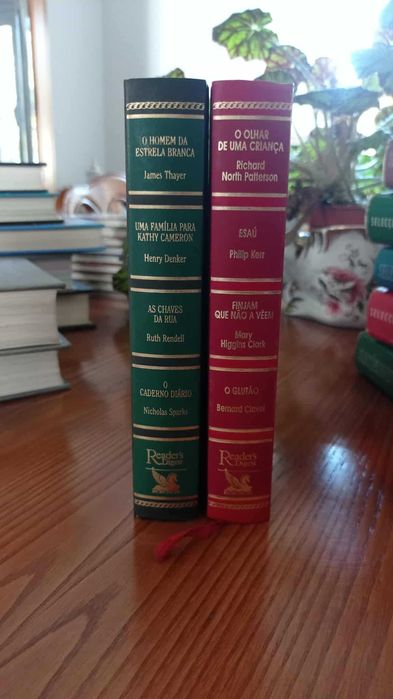 O HOMEM DA
ESTRELA BRANCA
James Thayer
UMA FAMÍLIA PARA
KATHY CAMERON
Henry Denker
AS CHAVES
DA RUA
Ruth Rendell
O
CADERNO DIÁRIO
Nicholas Sparks
Reader's
Digest
O OLHAR
DE UMA CRIANÇA
Richard
North Patterson
ESAÚ
Philip Kerr
FINJAM
QUE NÃO A VÊEM
Mary
Higgins Clark
O GLUTÃO
Bernard Clavel
Reader's
Digest